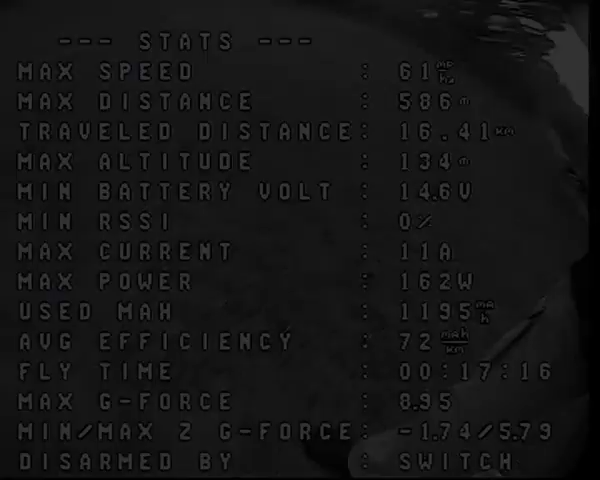 --- STATS ---
MAX SPEED : 61
MAX DISTANCE : 586 m
TRAVELED DISTANCE: 16.41 km
MAX ALTITUDE : 134 m
MIN BATTERY VOLT : 14.6V
MIN RSSI : 0%
MAX CURRENT : 11A
MAX POWER : 162W
USED MAH : 1195 mAh
AVG EFFICIENCY : 72 mAh/km
FLY TIME : 00:17:16
MAX G-FORCE : 8.95
MIN/MAX Z G-FORCE: -1.74/5.79
DISARMED BY : SWITCH